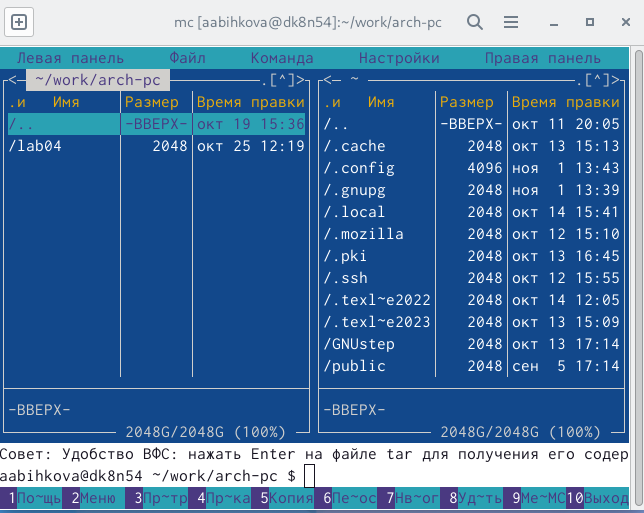 mc [aabihkova@dk8n54]:~/work/arch-pc
Левая панель Файл Команда Настройки Правая панель
<— ~/work/arch-pc .[^]>
.и Имя Размер Время правки
/.. -ВВЕРХ- окт 19 15:36
/lab04 2048 окт 25 12:19
-ВВЕРХ-
2048G/2048G (100%)
<— ~ .[^]>
.и Имя Размер Время правки
/.. -ВВЕРХ- окт 11 20:05
/.cache 2048 окт 13 15:13
/.config 4096 ноя 1 13:43
/.gnupg 2048 ноя 1 13:39
/.local 2048 окт 14 15:41
/.mozilla 2048 окт 12 15:10
/.pki 2048 окт 13 16:45
/.ssh 2048 окт 12 15:55
/.texl~e2022 2048 окт 14 12:05
/.texl~e2023 2048 окт 13 15:09
/GNUstep 2048 окт 13 17:14
/public 2048 сен 5 17:14
-ВВЕРХ-
2048G/2048G (100%)
Совет: Удобство ВФС: нажать Enter на файле tar для получения его содер
aabihkova@dk8n54 ~/work/arch-pc $
1По~щь 2Меню 3Пр~тр 4Пр~ка 5Копия 6Пе~ос 7Нв~ог 8Уд~ть 9Ме~МС 10Выход